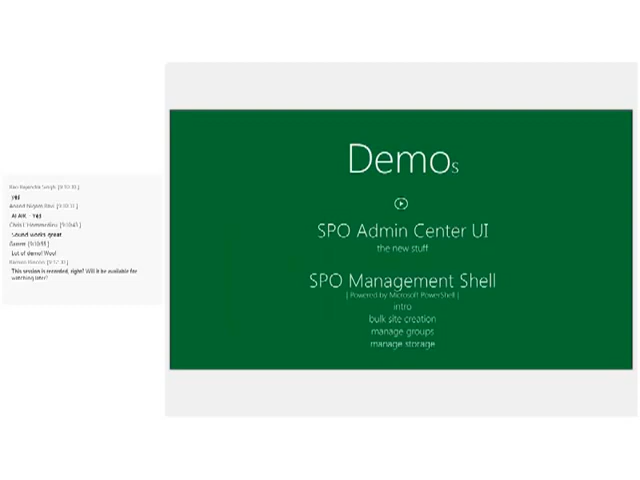 yes
Sound works great
Lot of demo! Woo!
This session is recorded, right? Will it be available for
watching later?
Demos
SPO Admin Center UI
the new stuff
SPO Management Shell
[ Powered by Microsoft PowerShell ]
intro
bulk site creation
manage groups
manage storage